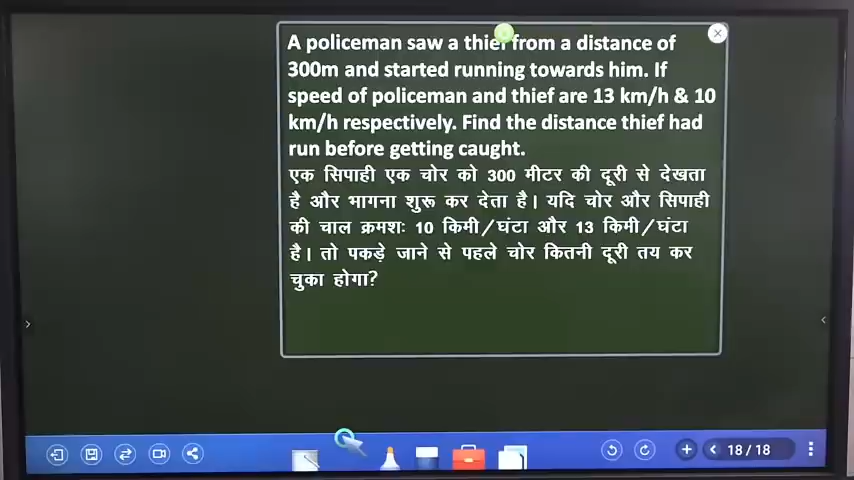 A policeman saw a thief from a distance of
300m and started running towards him. If
speed of policeman and thief are 13 km/h & 10
km/h respectively. Find the distance thief had
run before getting caught.
एक सिपाही एक चोर को 300 मीटर की दूरी से देखता
है और भागना शुरू कर देता है। यदि चोर और सिपाही
की चाल क्रमशः 10 किमी/घंटा और 13 किमी/घंटा
है। तो पकड़े जाने से पहले चोर कितनी दूरी तय कर
चुका होगा?
18/18